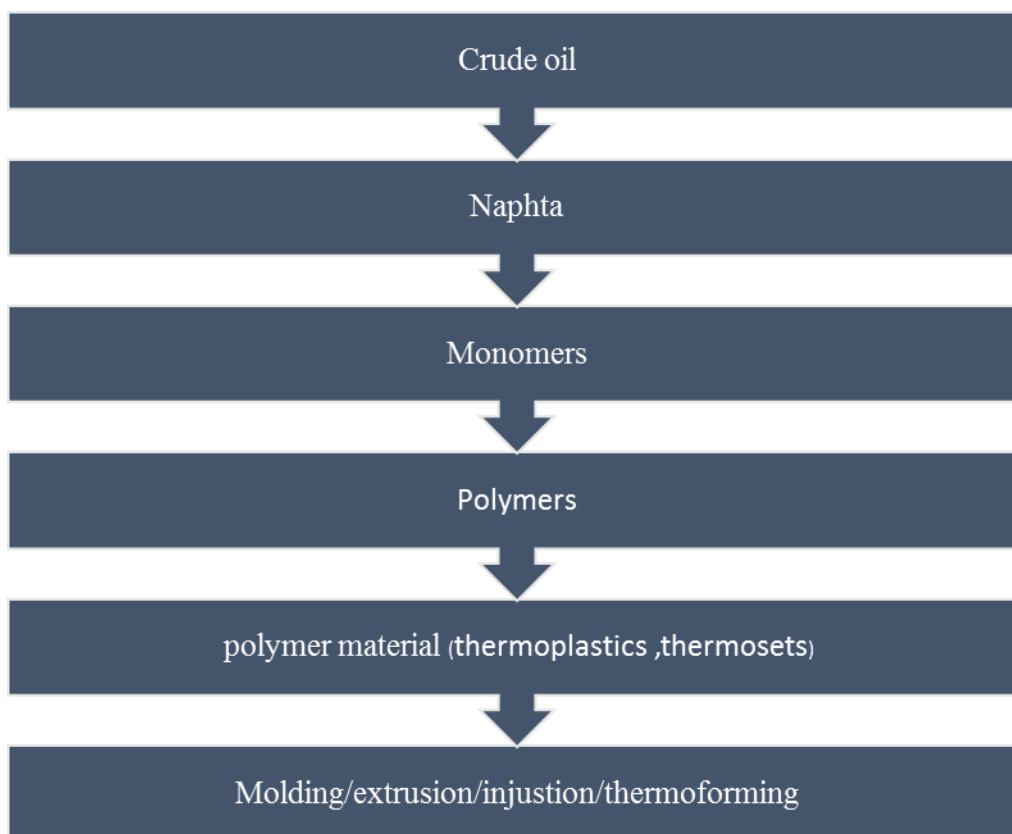 Crude oil
Naphta
Monomers
Polymers
polymer material (thermoplastics ,thermosets)
Molding/extrusion/injustion/thermoforming